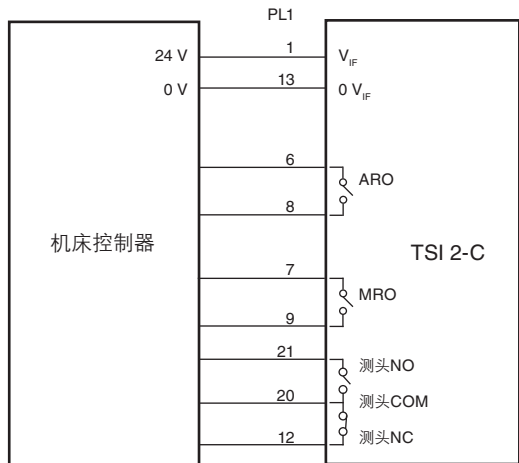 PL1
24 V 1 V_IF
0 V 13 0 V_IF
6
ARO
8
机床控制器
TSI 2-C
7
MRO
9
21
测头NO
20 测头COM
12 测头NC